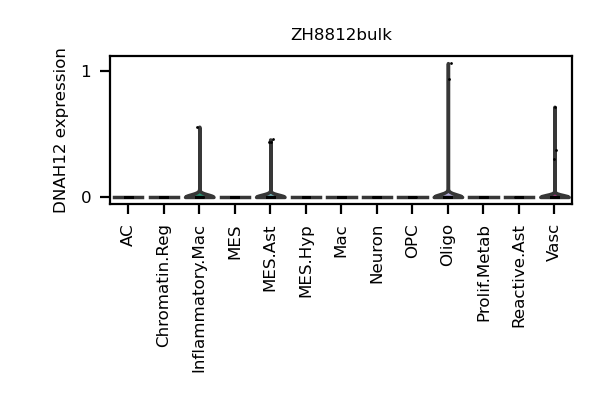 ZH8812bulk
DNAH12 expression
1
0
AC
Chromatin.Reg
Inflammatory.Mac
MES
MES.Ast
MES.Hyp
Mac
Neuron
OPC
Oligo
Prolif.Metab
Reactive.Ast
Vasc